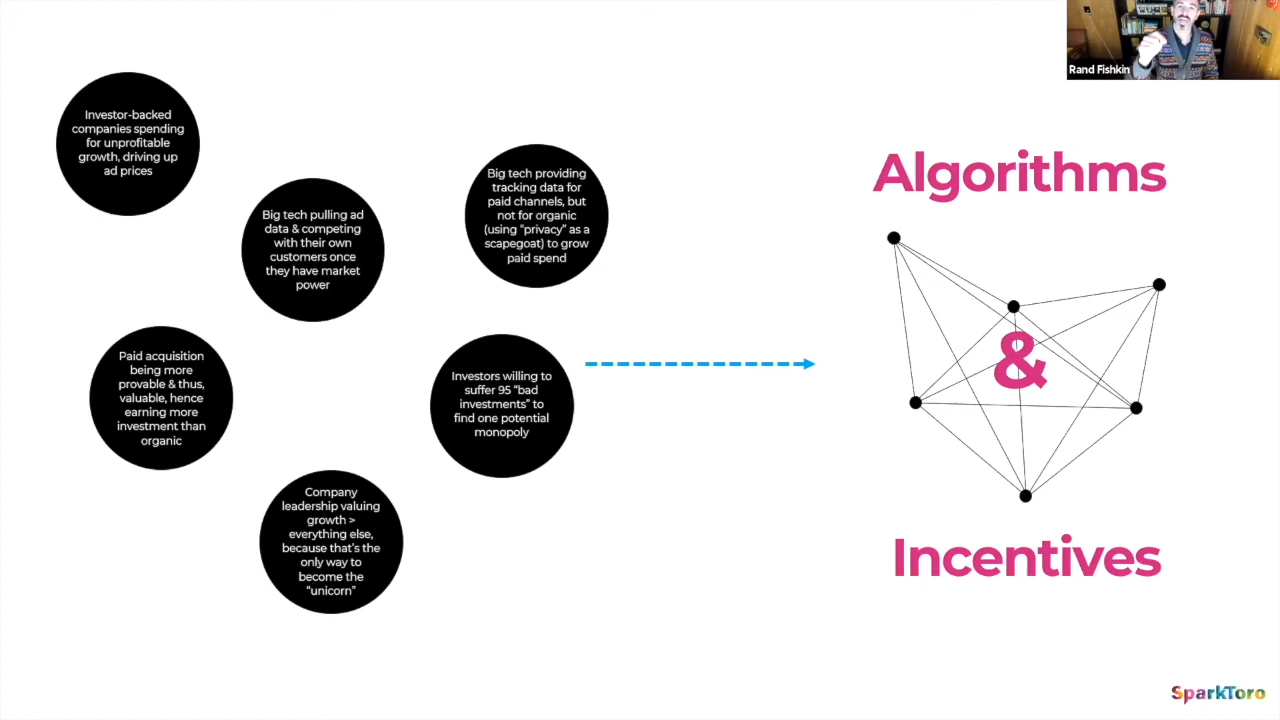 Rand Fishkin
Investor-backed
companies spending
for unprofitable
growth, driving up
ad prices
Big tech pulling ad
data & competing
with their own
customers once
they have market
power
Big tech providing
tracking data for
paid channels, but
not for organic
(using “privacy” as a
scapegoat) to grow
paid spend
Paid acquisition
being more
provable & thus,
valuable, hence
earning more
investment than
organic
Investors willing to
suffer 95 “bad
investments” to
find one potential
monopoly
Company
leadership valuing
growth >
everything else,
because that’s the
only way to
become the
“unicorn”
Algorithms
&
Incentives
SparkToro